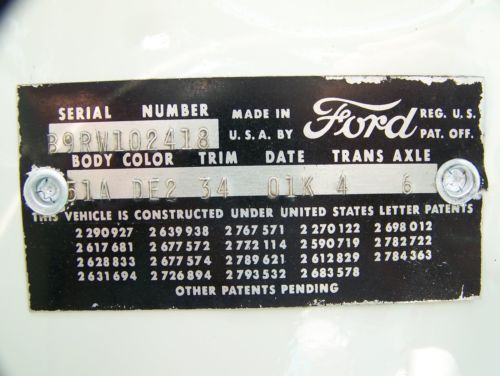 SERIAL NUMBER MADE IN Ford REG. U.S.
B9RW102418 U.S.A. BY PAT. OFF.
BODY COLOR TRIM DATE TRANS AXLE
51A DE2 34 01K 4 6
THIS VEHICLE IS CONSTRUCTED UNDER UNITED STATES LETTER PATENTS
2 290927 2 639 938 2 767 571 2 270 122 2 698 012
2 617 681 2 677 572 2 772 114 2 590 719 2 782 722
2 628 833 2 677 574 2 789 621 2 612 829 2 784 363
2 631 694 2 726 894 2 793 532 2 683 578
OTHER PATENTS PENDING